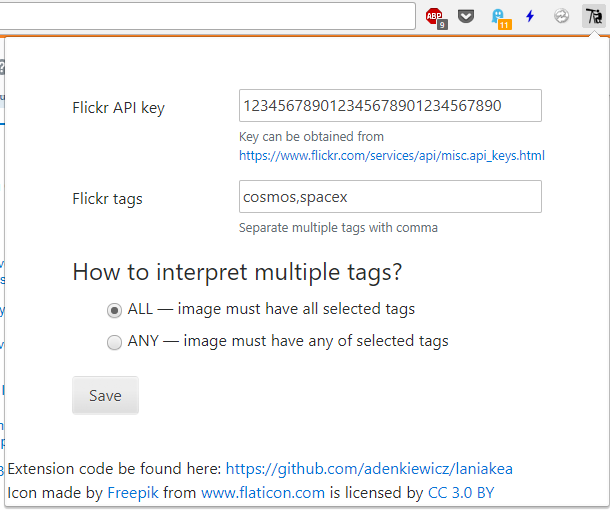 ABP
9
11
Flickr API key
123456789012345678901234567890
Key can be obtained from
https://www.flickr.com/services/api/misc.api_keys.html
Flickr tags
cosmos,spacex
Separate multiple tags with comma
How to interpret multiple tags?
ALL — image must have all selected tags
ANY — image must have any of selected tags
Save
Extension code be found here: https://github.com/adenkiewicz/laniakea
Icon made by Freepik from www.flaticon.com is licensed by CC 3.0 BY